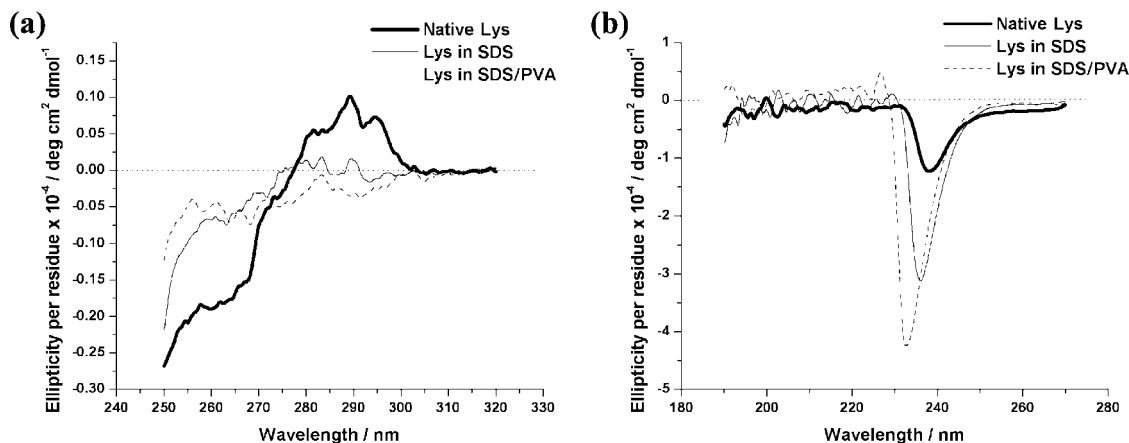 (a)
Native Lys
Lys in SDS
Lys in SDS/PVA
0.15
0.10
0.05
0.00
-0.05
-0.10
-0.15
-0.20
-0.25
-0.30
Ellipticity per residue x 10⁻⁴ / deg cm² dmol⁻¹
240 250 260 270 280 290 300 310 320 330
Wavelength / nm
(b)
Native Lys
Lys in SDS
Lys in SDS/PVA
1
0
-1
-2
-3
-4
-5
Ellipticity per residue x 10⁻⁴ / deg cm² dmol⁻¹
180 200 220 240 260 280
Wavelength / nm